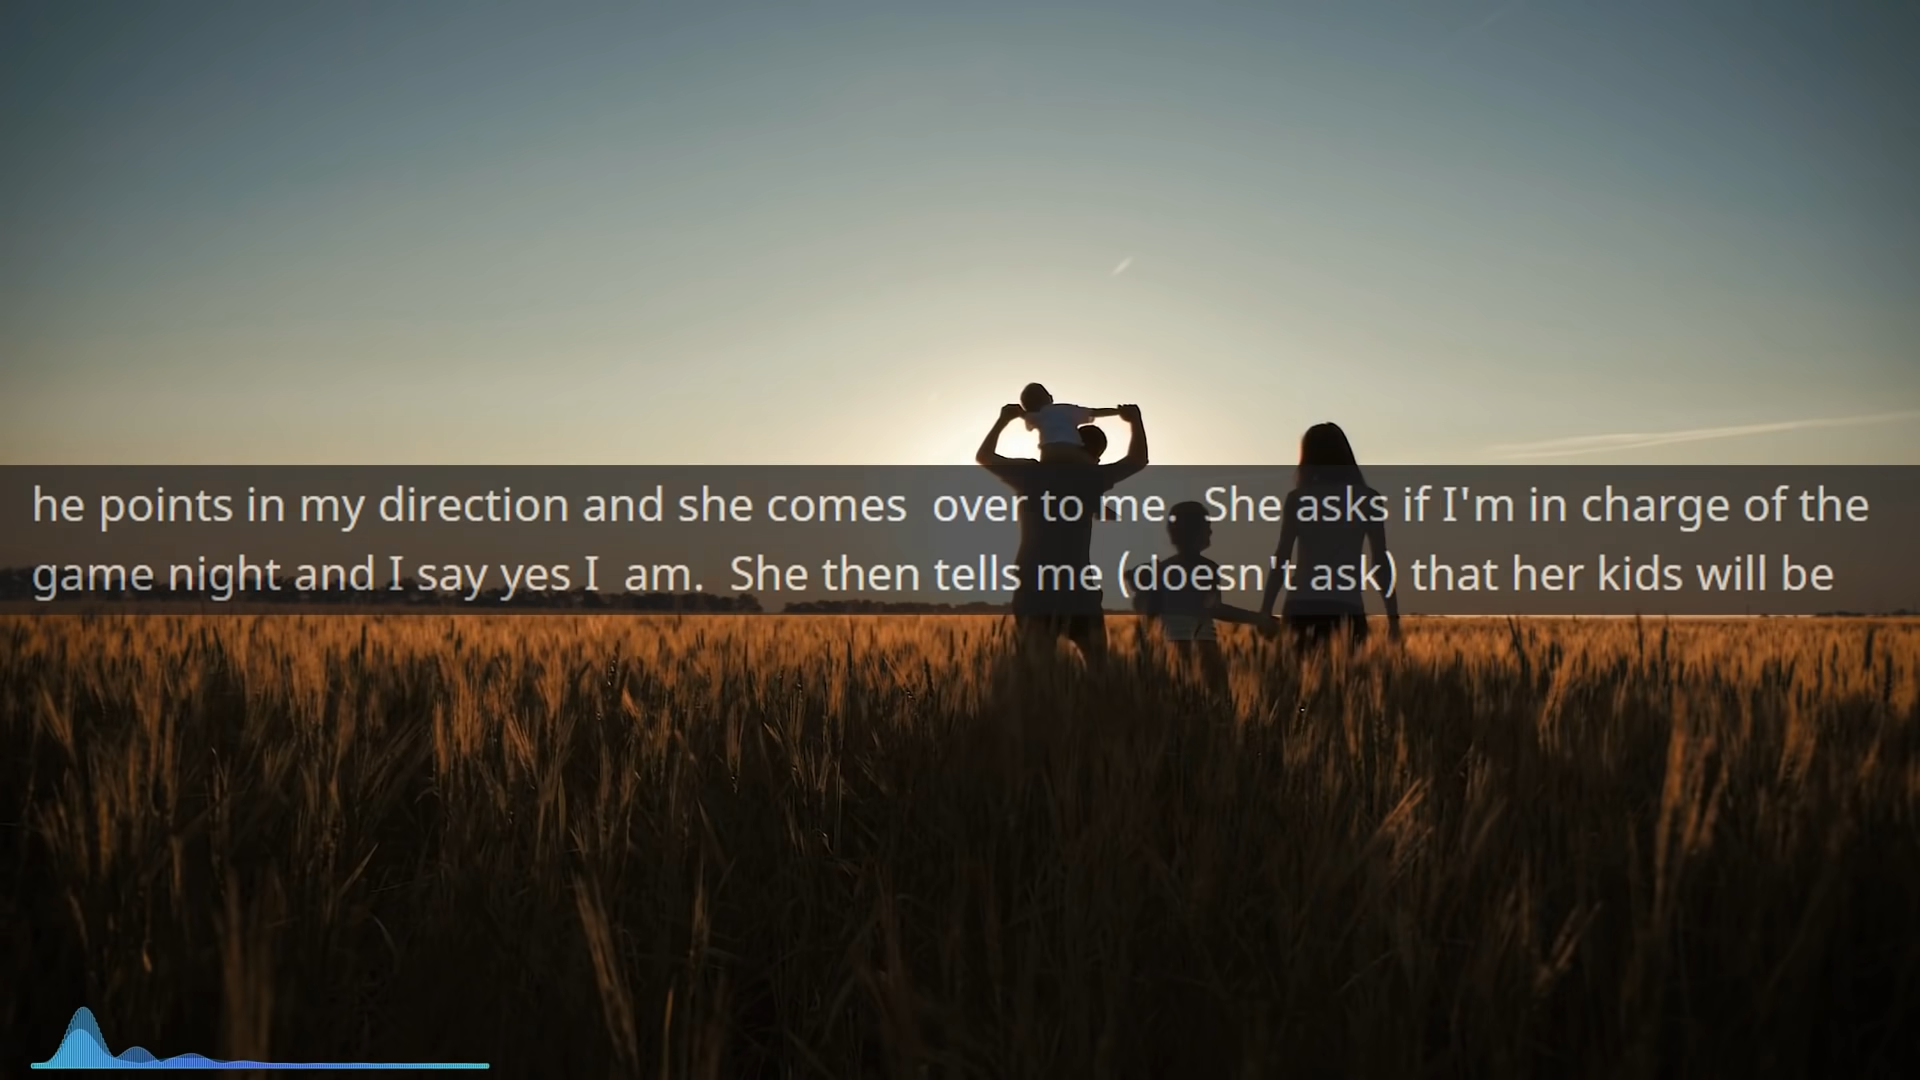 he points in my direction and she comes  over to me.  She asks if I'm in charge of the
game night and I say yes I  am.  She then tells me (doesn't ask) that her kids will be